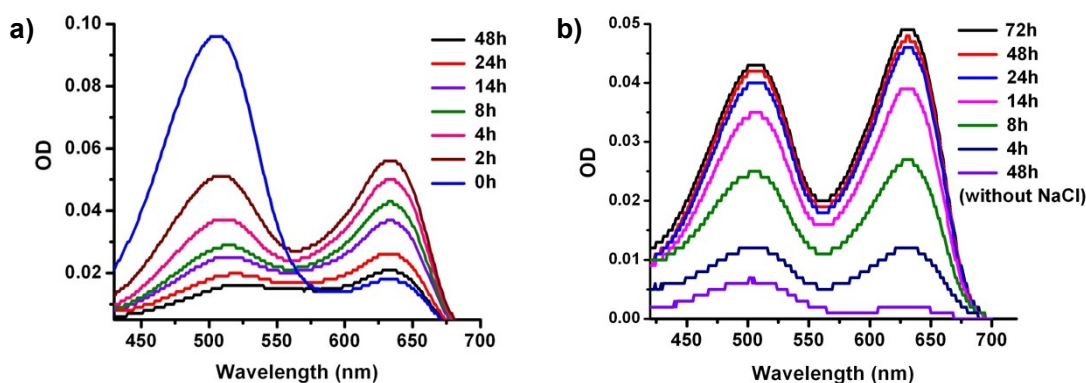 a)
0.10
0.08
0.06
0.04
0.02
OD
450 500 550 600 650 700
Wavelength (nm)
48h
24h
14h
8h
4h
2h
0h
b)
0.05
0.04
0.03
0.02
0.01
0.00
OD
450 500 550 600 650 700
Wavelength (nm)
72h
48h
24h
14h
8h
4h
48h
(without NaCl)